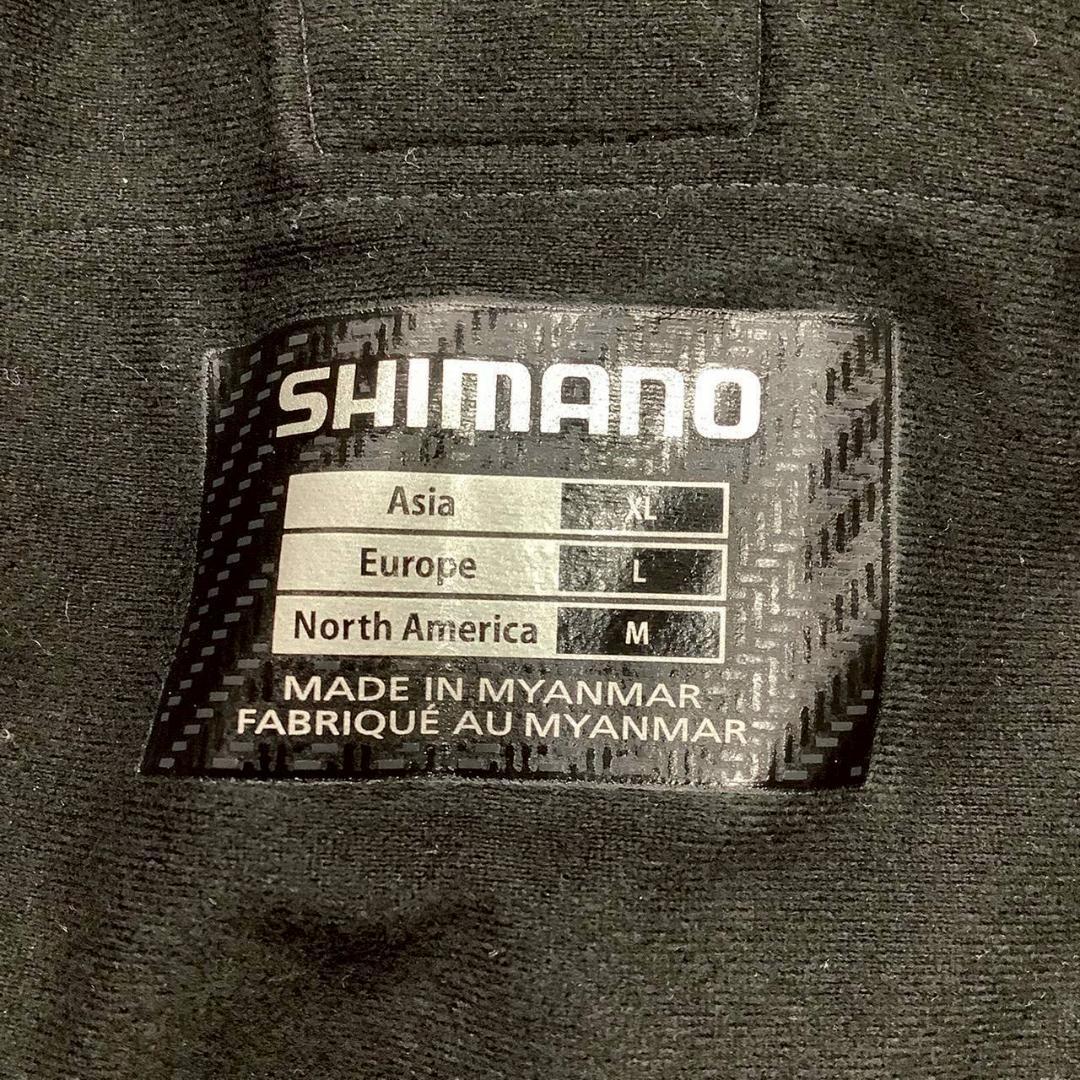 SHIMANO
Asia XL
Europe L
North America M
MADE IN MYANMAR
FABRIQUÉ AU MYANMAR